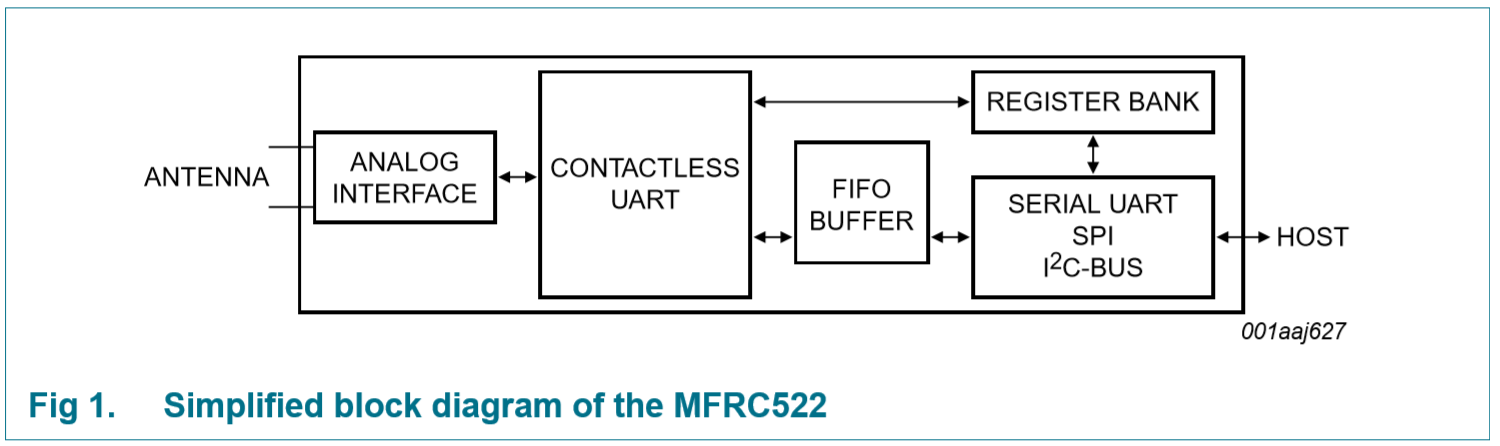 ANTENNA
ANALOG
INTERFACE
CONTACTLESS
UART
REGISTER BANK
FIFO
BUFFER
SERIAL UART
SPI
I²C-BUS
HOST
001aaj627
Fig 1. Simplified block diagram of the MFRC522